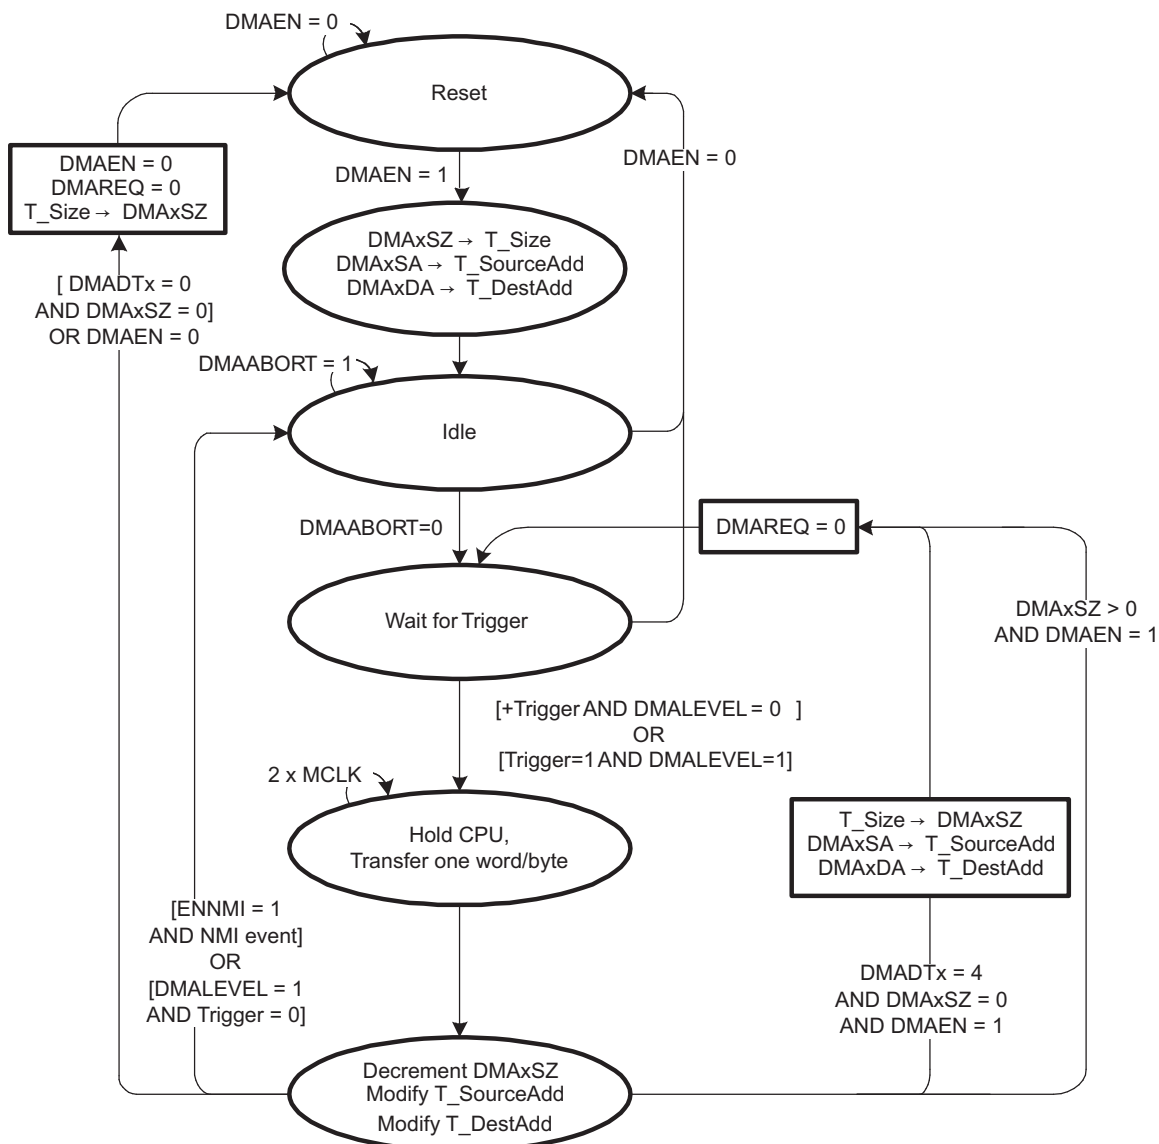 DMAEN = 0
Reset
DMAEN = 0
DMAREQ = 0
T_Size → DMAxSZ
DMAEN = 1
DMAEN = 0
DMAxSZ → T_Size
DMAxSA → T_SourceAdd
DMAxDA → T_DestAdd
[ DMADTx = 0
AND DMAxSZ = 0]
OR DMAEN = 0
DMAABORT = 1
Idle
DMAABORT=0
DMAREQ = 0
Wait for Trigger
DMAxSZ > 0
AND DMAEN = 1
[+Trigger AND DMALEVEL = 0 ]
OR
[Trigger=1 AND DMALEVEL=1]
2 x MCLK
Hold CPU,
Transfer one word/byte
T_Size → DMAxSZ
DMAxSA → T_SourceAdd
DMAxDA → T_DestAdd
[ENNMI = 1
AND NMI event]
OR
[DMALEVEL = 1
AND Trigger = 0]
DMADTx = 4
AND DMAxSZ = 0
AND DMAEN = 1
Decrement DMAxSZ
Modify T_SourceAdd
Modify T_DestAdd